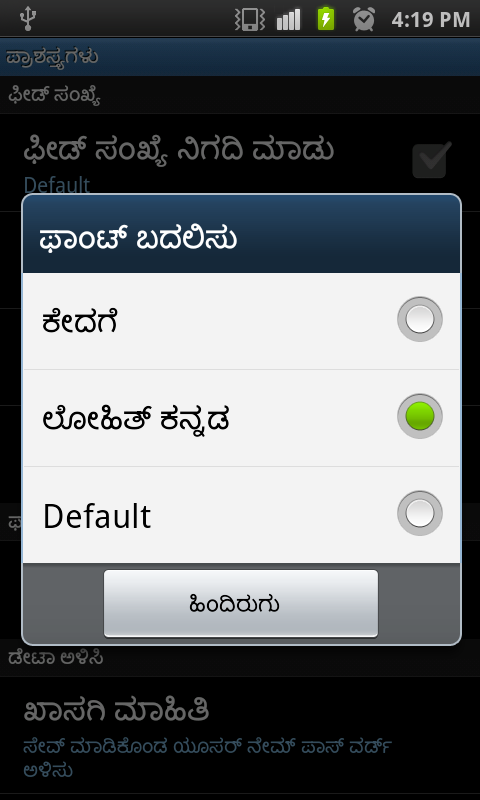 4:19 PM
ಪ್ರಾಶಸ್ತ್ಯಗಳು
ಫೀಡ್ ಸಂಖ್ಯೆ
ಫೀಡ್ ಸಂಖ್ಯೆ ನಿಗದಿ ಮಾಡು
Default
ಫಾಂಟ್ ಬದಲಿಸು
ಕೇದಗೆ
ಲೋಹಿತ್ ಕನ್ನಡ
Default
ಹಿಂದಿರುಗು
ಡೇಟಾ ಅಳಿಸಿ
ಖಾಸಗಿ ಮಾಹಿತಿ
ಸೇವ್ ಮಾಡಿಕೊಂಡ ಯೂಸರ್ ನೇಮ್ ಪಾಸ್ ವರ್ಡ್
ಅಳಿಸು